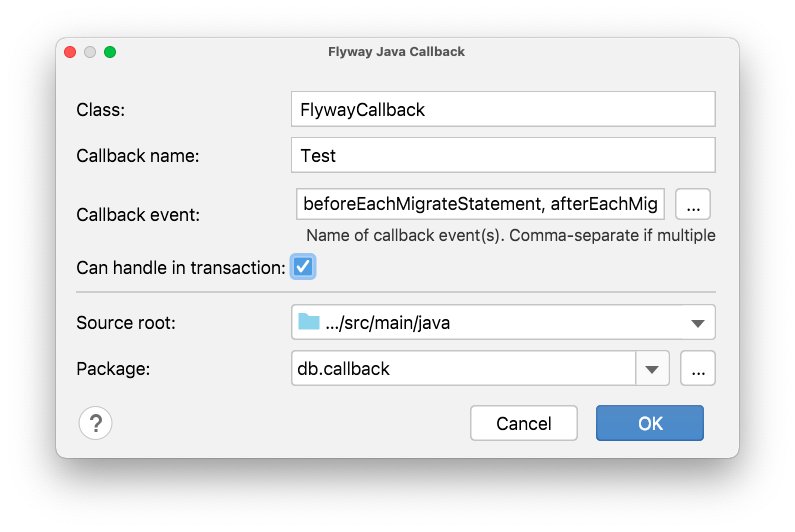 Flyway Java Callback
Class: FlywayCallback
Callback name: Test
Callback event: beforeEachMigrateStatement, afterEachMig ...
Name of callback event(s). Comma-separate if multiple
Can handle in transaction:
Source root: .../src/main/java
Package: db.callback ...
? Cancel OK